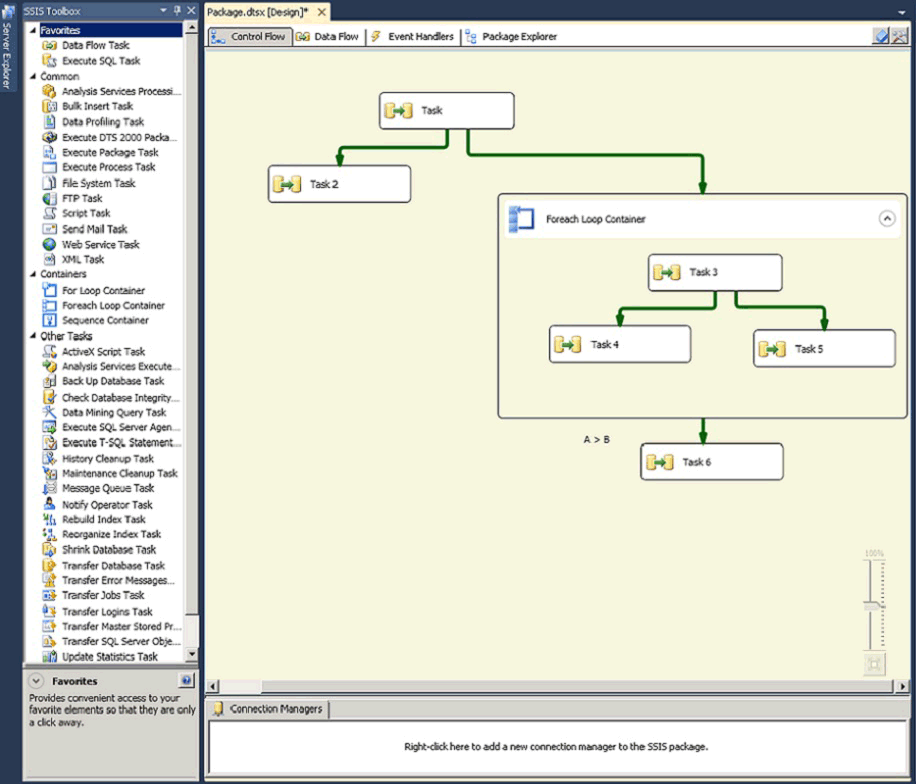 Server Explorer
SSIS Toolbox
Favorites
Data Flow Task
Execute SQL Task
Common
Analysis Services Processi...
Bulk Insert Task
Data Profiling Task
Execute DTS 2000 Packa...
Execute Package Task
Execute Process Task
File System Task
FTP Task
Script Task
Send Mail Task
Web Service Task
XML Task
Containers
For Loop Container
Foreach Loop Container
Sequence Container
Other Tasks
ActiveX Script Task
Analysis Services Execute...
Back Up Database Task
Check Database Integrity...
Data Mining Query Task
Execute SQL Server Agen...
Execute T-SQL Statement...
History Cleanup Task
Maintenance Cleanup Task
Message Queue Task
Notify Operator Task
Rebuild Index Task
Reorganize Index Task
Shrink Database Task
Transfer Database Task
Transfer Error Messages...
Transfer Jobs Task
Transfer Logins Task
Transfer Master Stored Pr...
Transfer SQL Server Obje...
Update Statistics Task
Favorites
Provides convenient access to your
favorite elements so that they are only
a click away.
Package.dtsx [Design]*
Control Flow
Data Flow
Event Handlers
Package Explorer
Task
Task 2
Foreach Loop Container
Task 3
Task 4
Task 5
A > B
Task 6
100%
Connection Managers
Right-click here to add a new connection manager to the SSIS package.